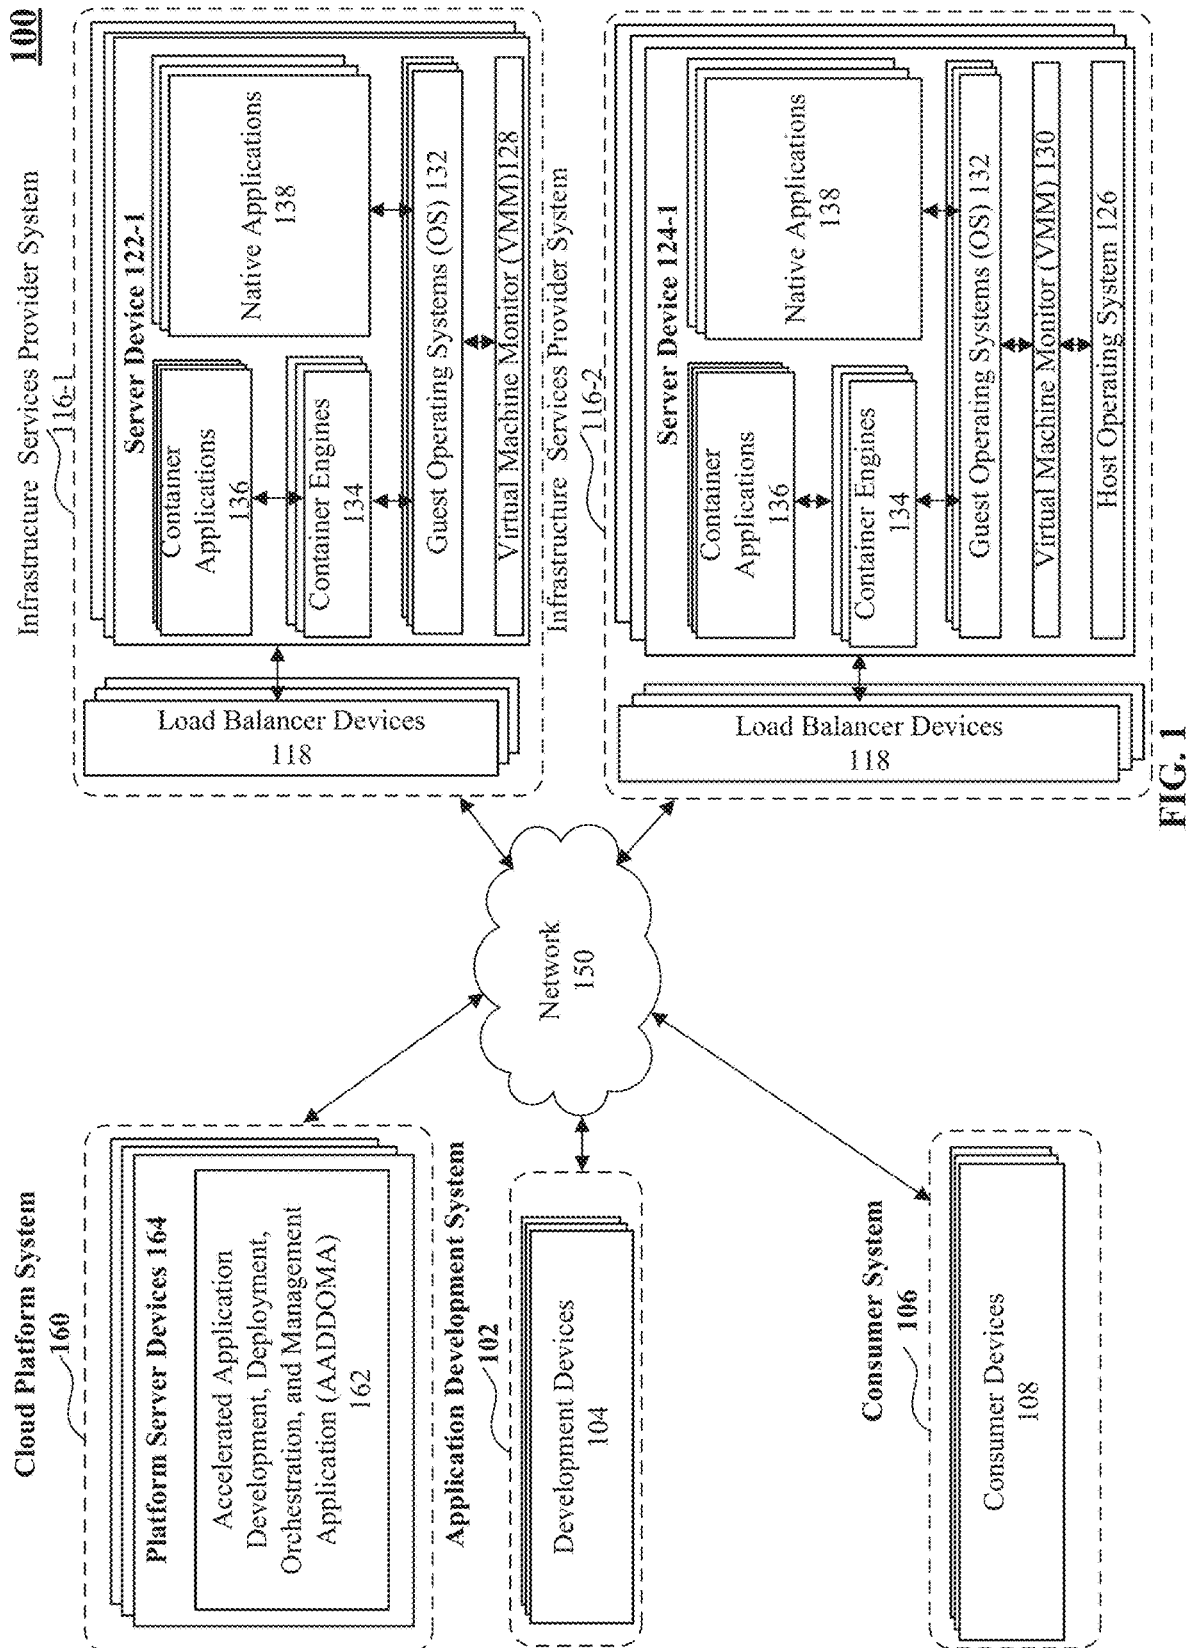 100
Cloud Platform System
160
Platform Server Devices 164
Accelerated Application
Development, Deployment,
Orchestration, and Management
Application (AADDOMA)
162
Application Development System
102
Development Devices
104
Consumer System
106
Consumer Devices
108
Network
150
Infrastructure Services Provider System
116-1
Load Balancer Devices
118
Server Device 122-1
Container
Applications
136
Native Applications
138
Container Engines
134
Guest Operating Systems (OS) 132
Virtual Machine Monitor (VMM)128
Infrastructure Services Provider System
116-2
Load Balancer Devices
118
Server Device 124-1
Container
Applications
136
Native Applications
138
Container Engines
134
Guest Operating Systems (OS) 132
Virtual Machine Monitor (VMM) 130
Host Operating System 126
FIG. 1